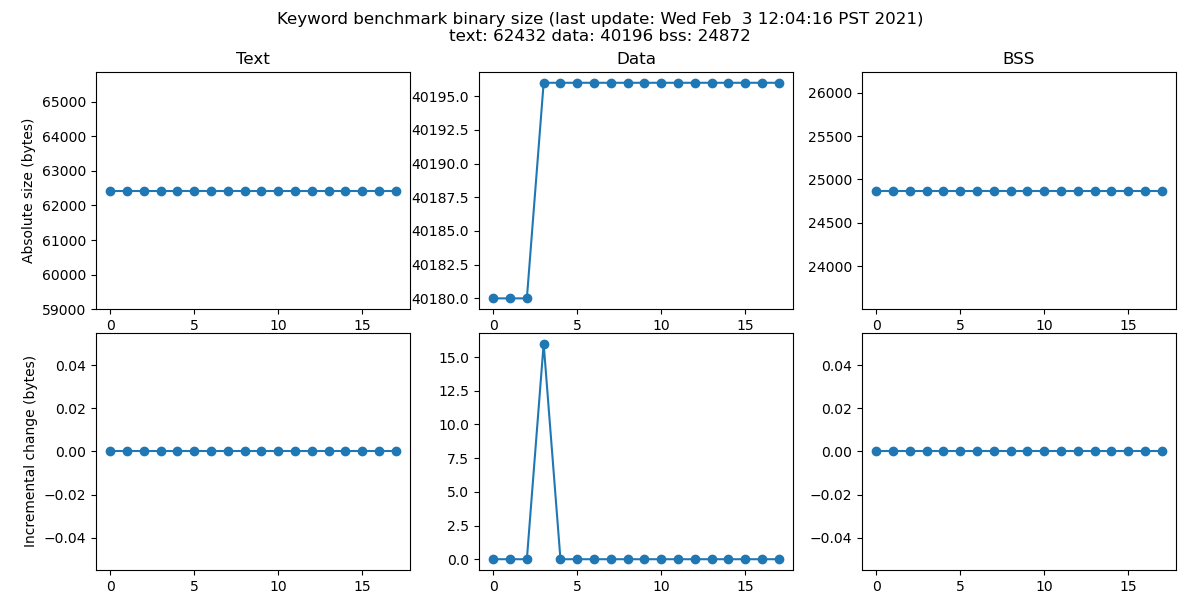 Keyword benchmark binary size (last update: Wed Feb  3 12:04:16 PST 2021)
text: 62432 data: 40196 bss: 24872
Text
Data
BSS
Absolute size (bytes)
65000
64000
63000
62000
61000
60000
59000
0 5 10 15
40195.0
40192.5
40190.0
40187.5
40185.0
40182.5
40180.0
0 5 10 15
26000
25500
25000
24500
24000
0 5 10 15
Incremental change (bytes)
0.04
0.02
0.00
−0.02
−0.04
0 5 10 15
15.0
12.5
10.0
7.5
5.0
2.5
0.0
0 5 10 15
0.04
0.02
0.00
−0.02
−0.04
0 5 10 15